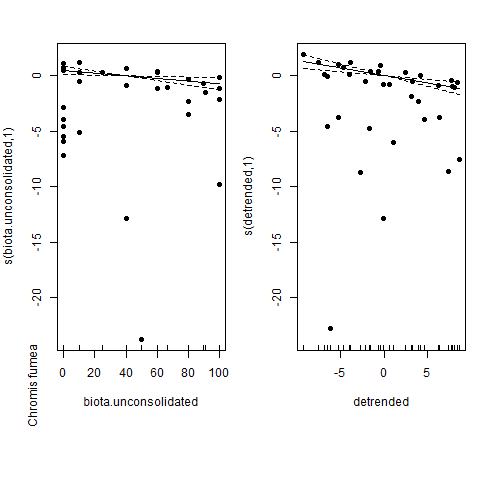 s(biota.unconsolidated,1)
0
-5
-10
-15
-20
0 20 40 60 80 100
biota.unconsolidated
Chromis fumea
s(detrended,1)
0
-5
-10
-15
-20
-5 0 5
detrended